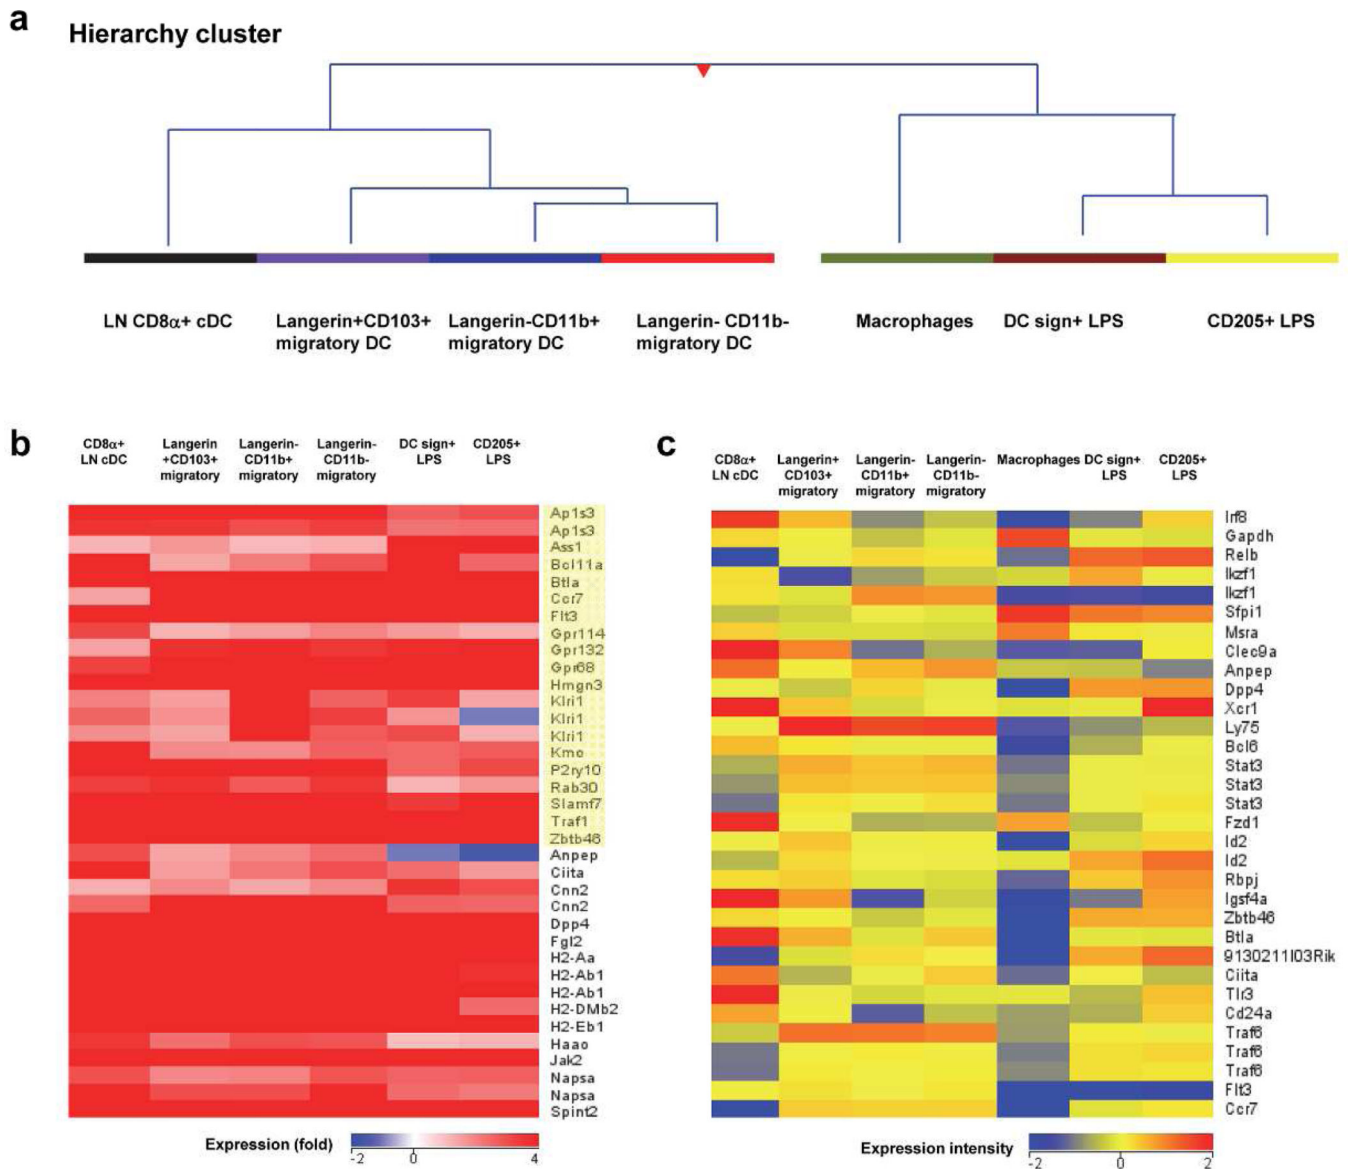 a
Hierarchy cluster
LN CD8α+ cDC
Langerin+CD103+
migratory DC
Langerin-CD11b+
migratory DC
Langerin- CD11b-
migratory DC
Macrophages
DC sign+ LPS
CD205+ LPS
b
CD8α+
LN cDC
Langerin
+CD103+
migratory
Langerin-
CD11b+
migratory
Langerin-
CD11b-
migratory
DC sign+
LPS
CD205+
LPS
Ap1s3
Ap1s3
Ass1
Bcl11a
Btla
Ccr7
Flt3
Gpr114
Gpr132
Gpr68
Hmgn3
Klri1
Klri1
Klri1
Kmo
P2ry10
Rab30
Slamf7
Traf1
Zbtb46
Anpep
Ciita
Cnn2
Cnn2
Dpp4
Fgl2
H2-Aa
H2-Ab1
H2-Ab1
H2-DMb2
H2-Eb1
Haao
Jak2
Napsa
Napsa
Spint2
Expression (fold)
-2 0 4
c
CD8α+
LN cDC
Langerin+
CD103+
migratory
Langerin-
CD11b+
migratory
Langerin-
CD11b-
migratory
Macrophages
DC sign+
LPS
CD205+
LPS
Irf8
Gapdh
Relb
Ikzf1
Ikzf1
Sfpi1
Msra
Clec9a
Anpep
Dpp4
Xcr1
Ly75
Bcl6
Stat3
Stat3
Stat3
Fzd1
Id2
Id2
Rbpj
Igsf4a
Zbtb46
Btla
9130211I03Rik
Ciita
Tlr3
Cd24a
Traf6
Traf6
Traf6
Flt3
Ccr7
Expression intensity
-2 0 2